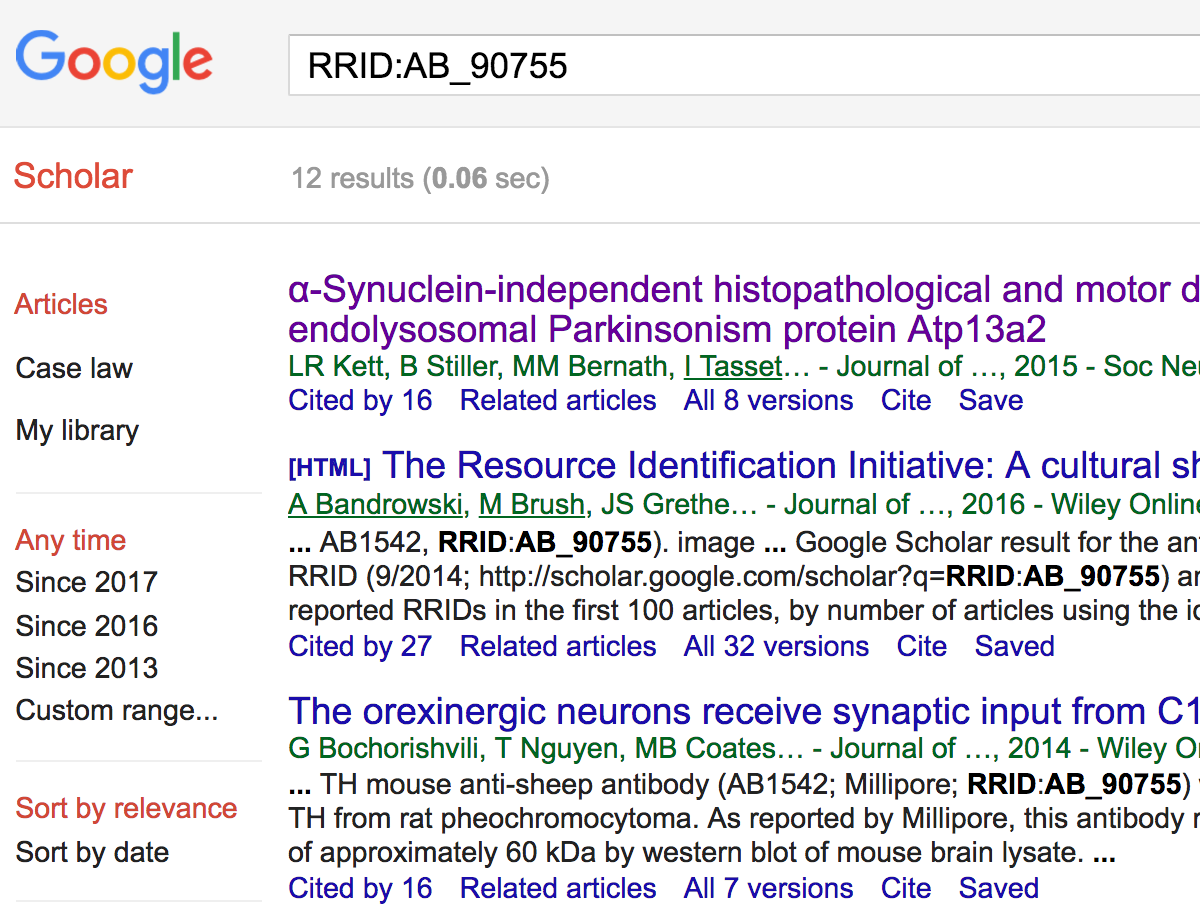 Google
RRID:AB_90755
Scholar
12 results (0.06 sec)
Articles
Case law
My library
Any time
Since 2017
Since 2016
Since 2013
Custom range...
Sort by relevance
Sort by date
α-Synuclein-independent histopathological and motor
endolysosomal Parkinsonism protein Atp13a2
LR Kett, B Stiller, MM Bernath, I Tasset… - Journal of …, 2015 - Soc
Cited by 16 Related articles All 8 versions Cite Save
[HTML] The Resource Identification Initiative: A cultural
A Bandrowski, M Brush, JS Grethe… - Journal of …, 2016 - Wiley
... AB1542, RRID:AB_90755). image ... Google Scholar result for the
RRID (9/2014; http://scholar.google.com/scholar?q=RRID:AB_90755)
reported RRIDs in the first 100 articles, by number of articles using the
Cited by 27 Related articles All 32 versions Cite Saved
The orexinergic neurons receive synaptic input from C1
G Bochorishvili, T Nguyen, MB Coates… - Journal of …, 2014 - Wiley
... TH mouse anti-sheep antibody (AB1542; Millipore; RRID:AB_90755)
TH from rat pheochromocytoma. As reported by Millipore, this antibody
of approximately 60 kDa by western blot of mouse brain lysate. ...
Cited by 16 Related articles All 7 versions Cite Saved